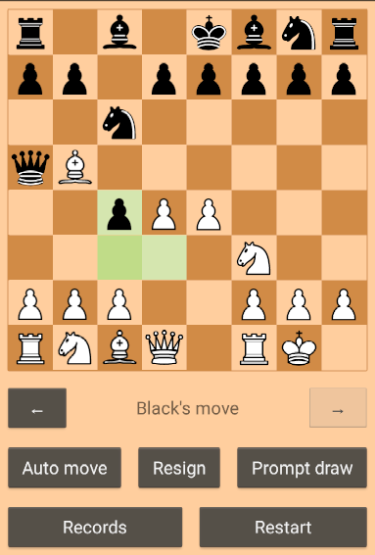 ←
Black's move
→
Auto move
Resign
Prompt draw
Records
Restart